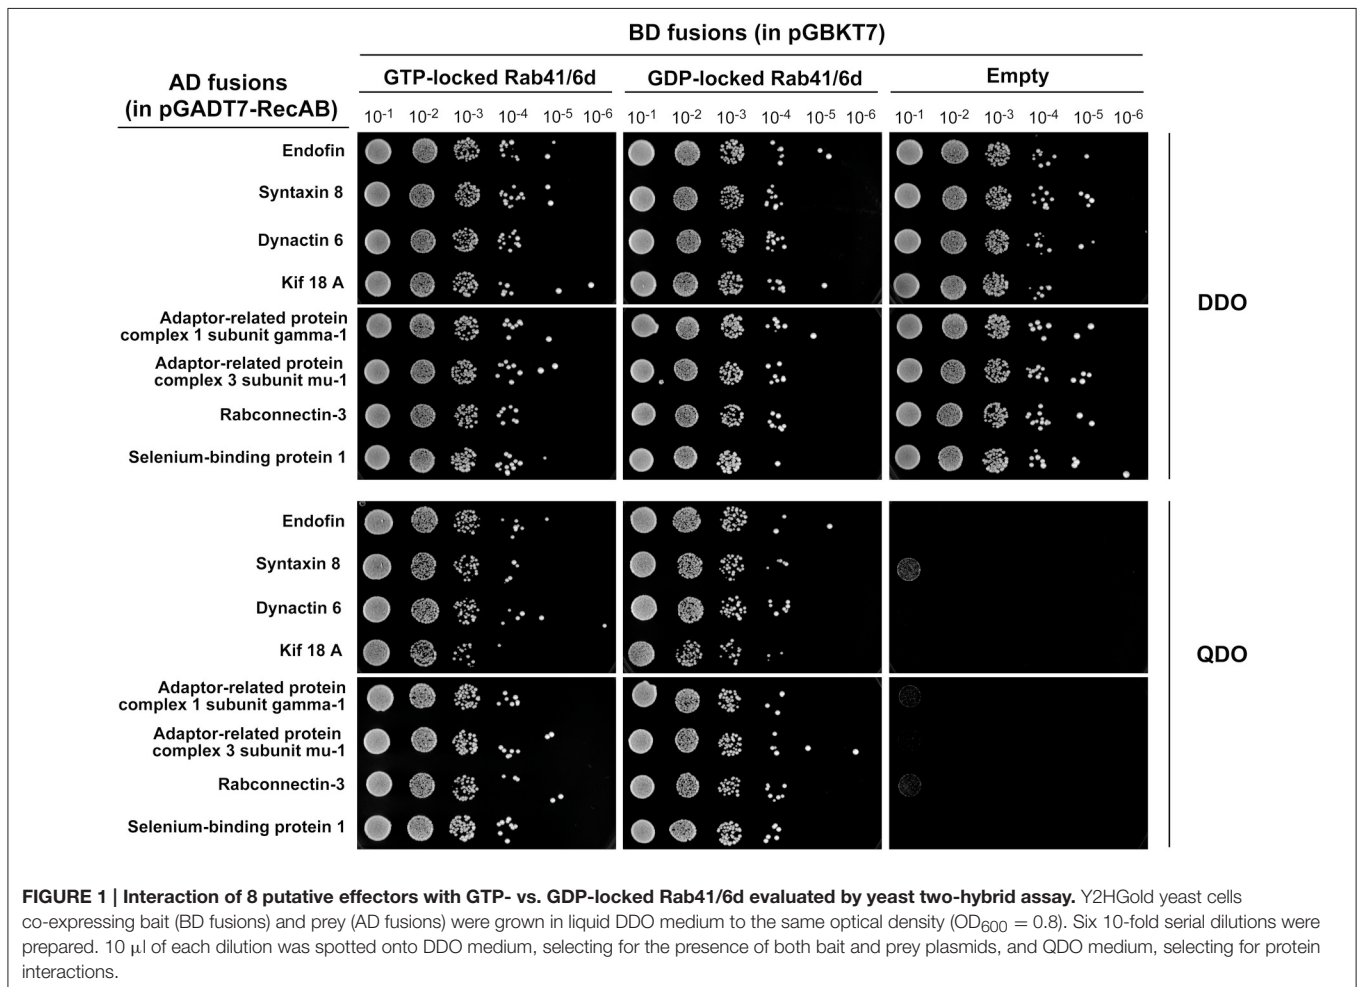 BD fusions (in pGBKT7)
AD fusions
(in pGADT7-RecAB)
GTP-locked Rab41/6d
GDP-locked Rab41/6d
Empty
10-1 10-2 10-3 10-4 10-5 10-6
10-1 10-2 10-3 10-4 10-5 10-6
10-1 10-2 10-3 10-4 10-5 10-6
Endofin
Syntaxin 8
Dynactin 6
Kif 18 A
Adaptor-related protein
complex 1 subunit gamma-1
Adaptor-related protein
complex 3 subunit mu-1
Rabconnectin-3
Selenium-binding protein 1
DDO
Endofin
Syntaxin 8
Dynactin 6
Kif 18 A
Adaptor-related protein
complex 1 subunit gamma-1
Adaptor-related protein
complex 3 subunit mu-1
Rabconnectin-3
Selenium-binding protein 1
QDO
FIGURE 1 | Interaction of 8 putative effectors with GTP- vs. GDP-locked Rab41/6d evaluated by yeast two-hybrid assay. Y2HGold yeast cells
co-expressing bait (BD fusions) and prey (AD fusions) were grown in liquid DDO medium to the same optical density (OD600 = 0.8). Six 10-fold serial dilutions were
prepared. 10 μl of each dilution was spotted onto DDO medium, selecting for the presence of both bait and prey plasmids, and QDO medium, selecting for protein
interactions.